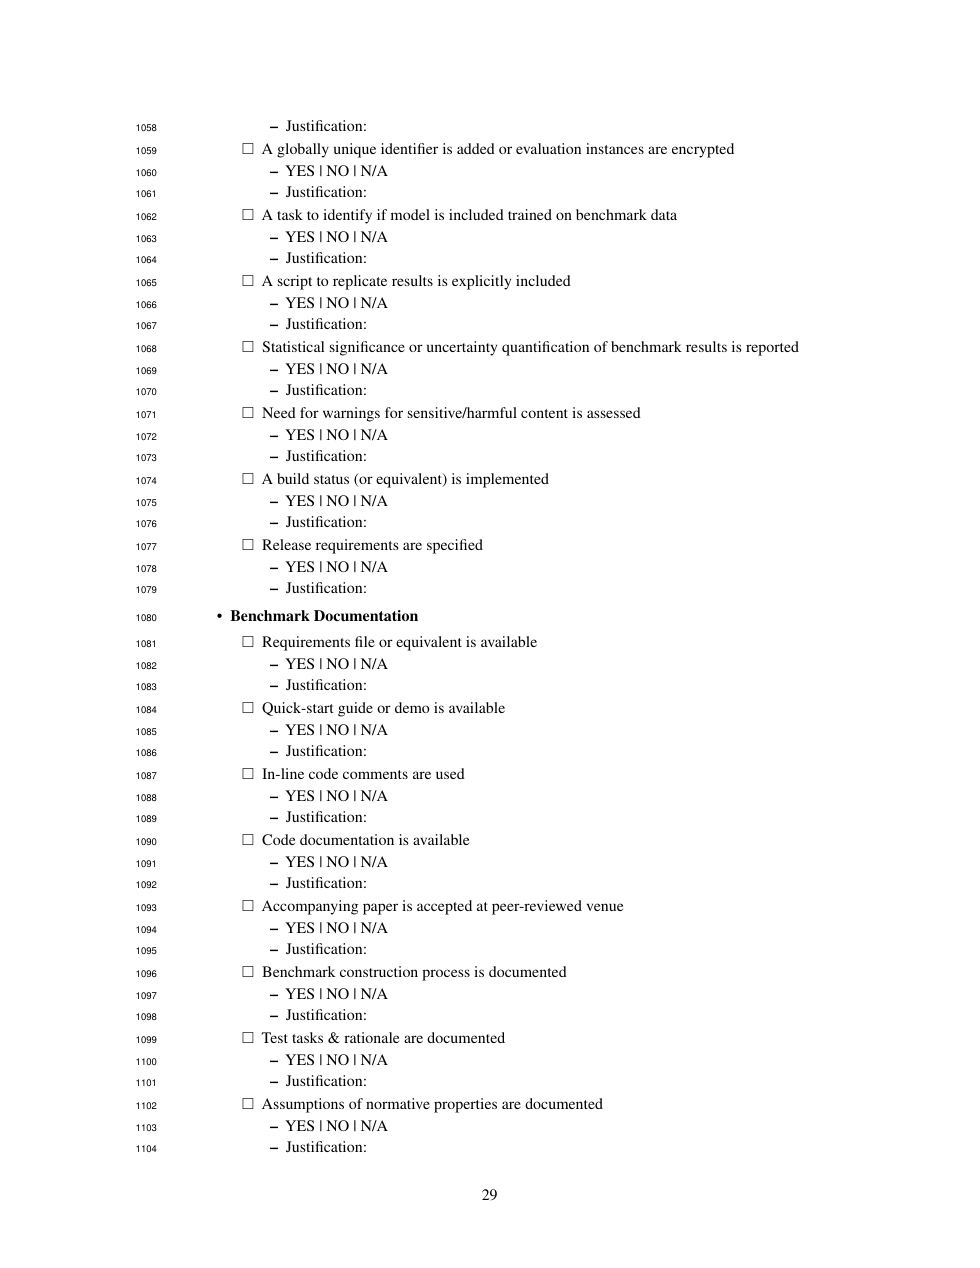 1058 – Justification:
1059 ☐ A globally unique identifier is added or evaluation instances are encrypted
1060 – YES | NO | N/A
1061 – Justification:
1062 ☐ A task to identify if model is included trained on benchmark data
1063 – YES | NO | N/A
1064 – Justification:
1065 ☐ A script to replicate results is explicitly included
1066 – YES | NO | N/A
1067 – Justification:
1068 ☐ Statistical significance or uncertainty quantification of benchmark results is reported
1069 – YES | NO | N/A
1070 – Justification:
1071 ☐ Need for warnings for sensitive/harmful content is assessed
1072 – YES | NO | N/A
1073 – Justification:
1074 ☐ A build status (or equivalent) is implemented
1075 – YES | NO | N/A
1076 – Justification:
1077 ☐ Release requirements are specified
1078 – YES | NO | N/A
1079 – Justification:
1080 • Benchmark Documentation
1081 ☐ Requirements file or equivalent is available
1082 – YES | NO | N/A
1083 – Justification:
1084 ☐ Quick-start guide or demo is available
1085 – YES | NO | N/A
1086 – Justification:
1087 ☐ In-line code comments are used
1088 – YES | NO | N/A
1089 – Justification:
1090 ☐ Code documentation is available
1091 – YES | NO | N/A
1092 – Justification:
1093 ☐ Accompanying paper is accepted at peer-reviewed venue
1094 – YES | NO | N/A
1095 – Justification:
1096 ☐ Benchmark construction process is documented
1097 – YES | NO | N/A
1098 – Justification:
1099 ☐ Test tasks & rationale are documented
1100 – YES | NO | N/A
1101 – Justification:
1102 ☐ Assumptions of normative properties are documented
1103 – YES | NO | N/A
1104 – Justification:
29